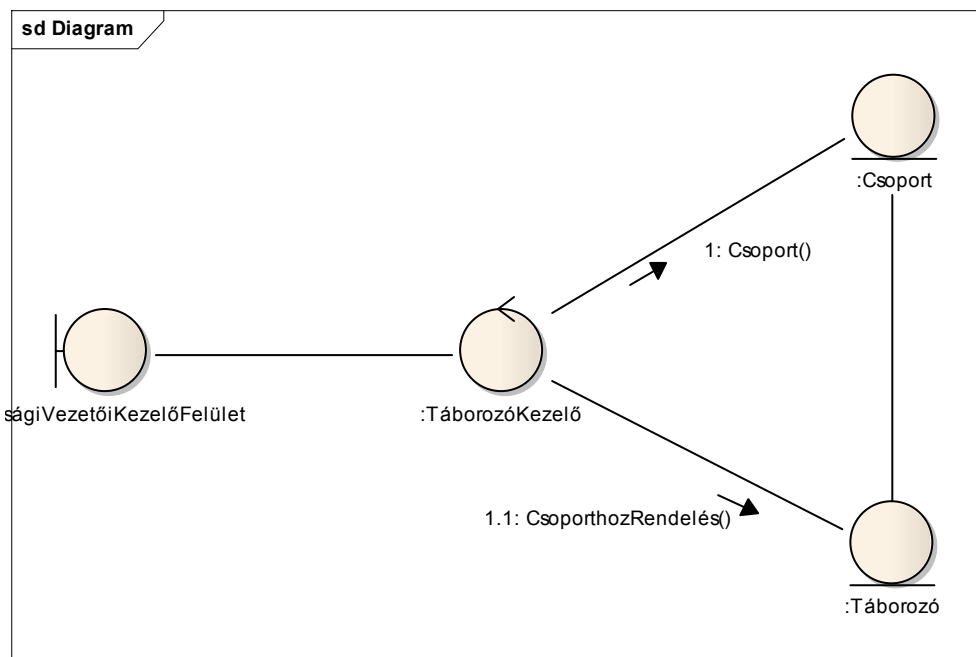 sd Diagram
:Csoport
1: Csoport()
ságiVezetőiKezelőFelület
:TáborozóKezelő
1.1: CsoporthozRendelés()
:Táborozó